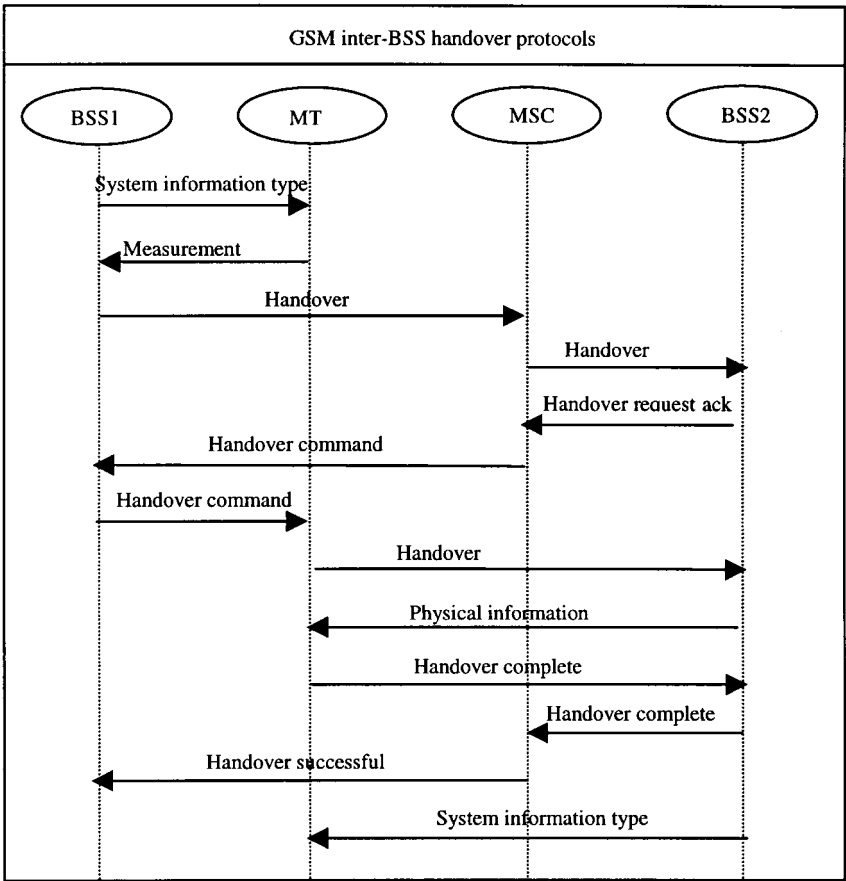 GSM inter-BSS handover protocols
BSS1 MT MSC BSS2
System information type
Measurement
Handover
Handover
Handover request ack
Handover command
Handover command
Handover
Physical information
Handover complete
Handover complete
Handover successful
System information type